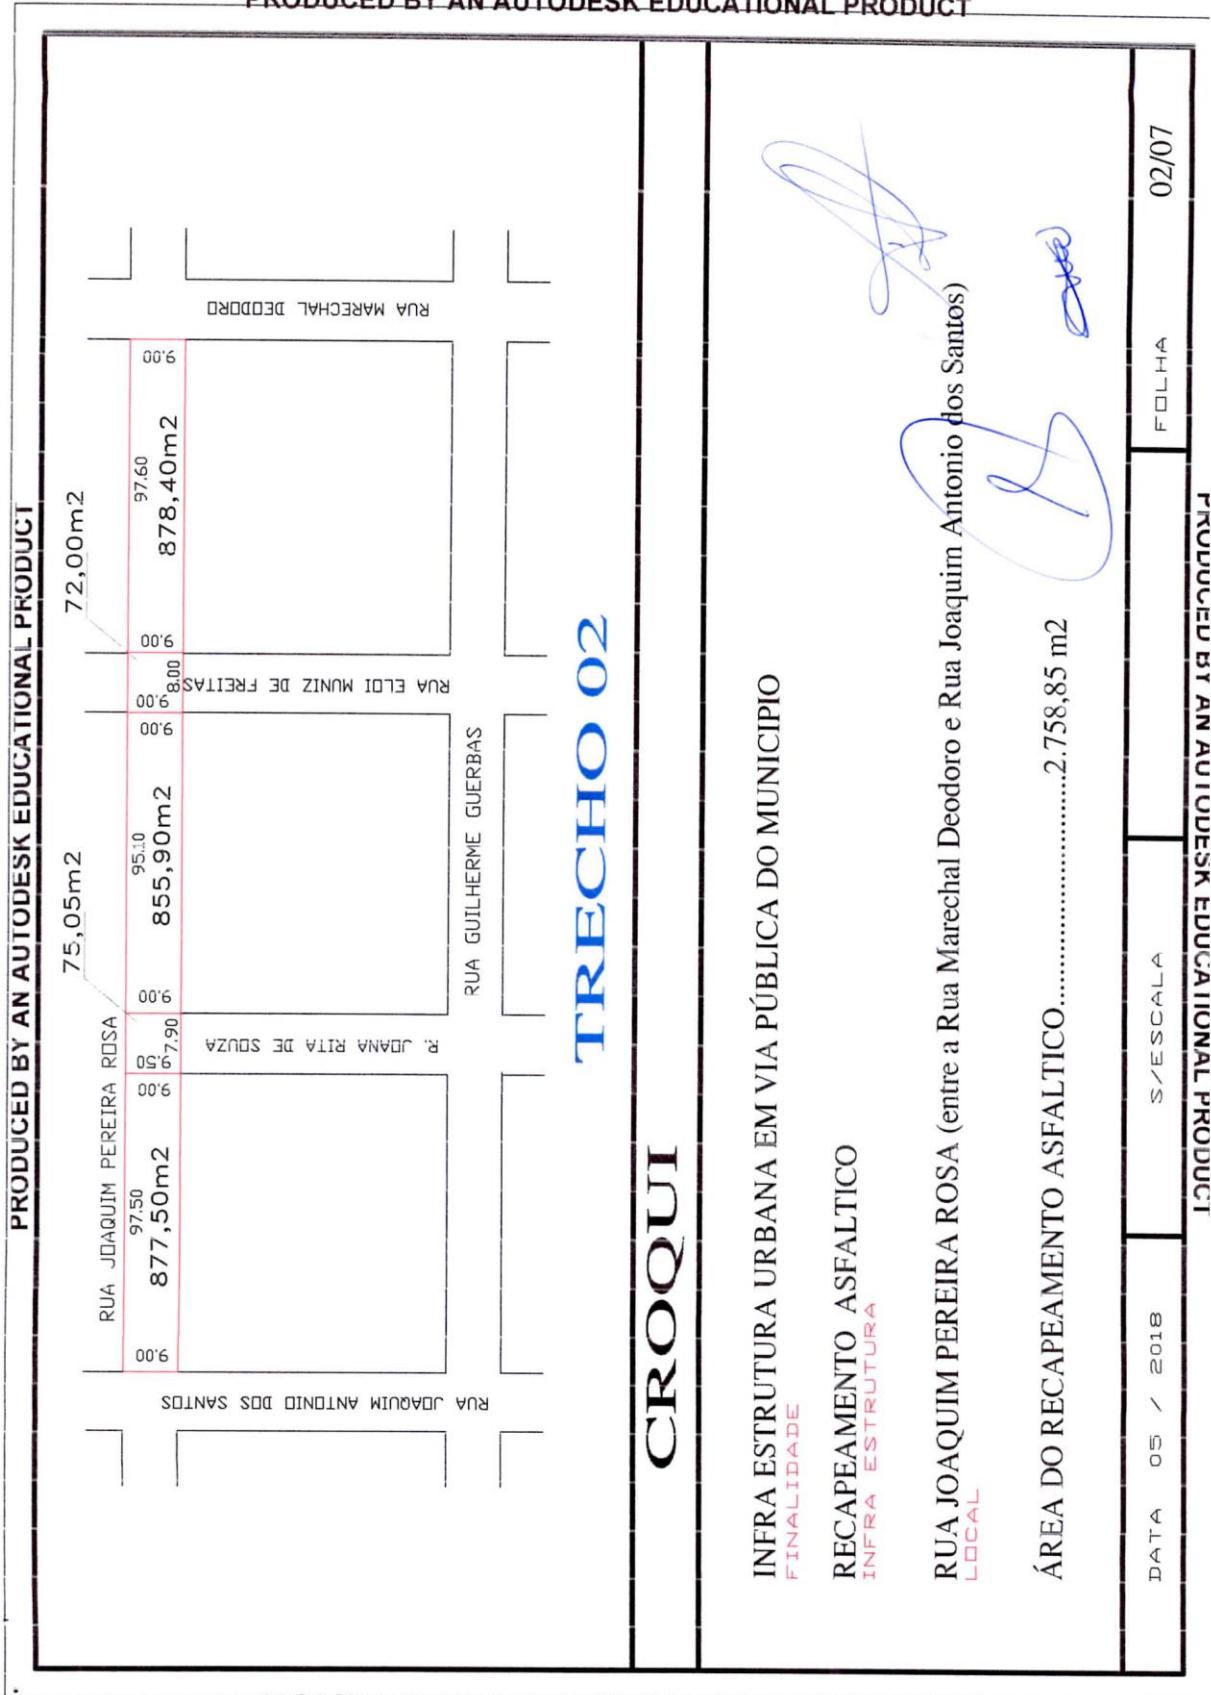 PRODUCED BY AN AUTODESK EDUCATIONAL PRODUCT
PRODUCED BY AN AUTODESK EDUCATIONAL PRODUCT
75,05m2
72,00m2
RUA JOAQUIM PEREIRA ROSA
9.00
97.50
877,50m2
9.00
9.50
7.90
9.00
95.10
855,90m2
9.00
9.00
8.00
9.00
97.60
878,40m2
9.00
RUA JOAQUIM ANTONIO DOS SANTOS
R. JOANA RITA DE SOUZA
RUA ELOI MUNIZ DE FREITAS
RUA MARECHAL DEODORO
RUA GUILHERME GUERBAS
TRECHO 02
CROQUI
INFRA ESTRUTURA URBANA EM VIA PÚBLICA DO MUNICIPIO
FINALIDADE
RECAPEAMENTO ASFALTICO
INFRA ESTRUTURA
RUA JOAQUIM PEREIRA ROSA (entre a Rua Marechal Deodoro e Rua Joaquim Antonio dos Santos)
LOCAL
ÁREA DO RECAPEAMENTO ASFALTICO........................................2.758,85 m2
DATA 05 / 2018
S/ESCALA
FOLHA 02/07
PRODUCED BY AN AUTODESK EDUCATIONAL PRODUCT